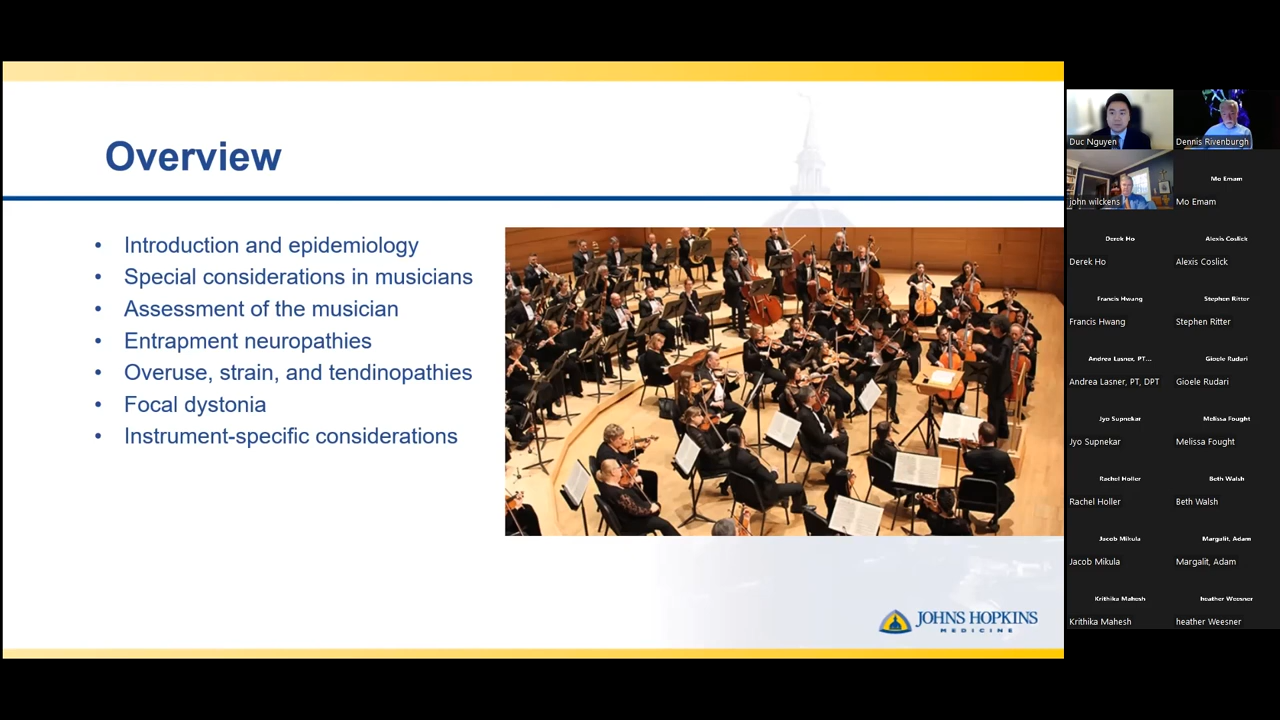 Overview
• Introduction and epidemiology
• Special considerations in musicians
• Assessment of the musician
• Entrapment neuropathies
• Overuse, strain, and tendinopathies
• Focal dystonia
• Instrument-specific considerations
JOHNS HOPKINS
MEDICINE
Duc Nguyen
Dennis Rivenburgh
john wilckens
Mo Emam
Mo Emam
Derek Ho
Derek Ho
Alexis Coslick
Alexis Coslick
Francis Hwang
Francis Hwang
Stephen Ritter
Stephen Ritter
Andrea Lasner, PT...
Andrea Lasner, PT, DPT
Gioele Rudari
Gioele Rudari
Jyo Supnekar
Jyo Supnekar
Melissa Fought
Melissa Fought
Rachel Holler
Rachel Holler
Beth Walsh
Beth Walsh
Jacob Mikula
Jacob Mikula
Margalit, Adam
Margalit, Adam
Krithika Mahesh
Krithika Mahesh
heather Weesner
heather Weesner